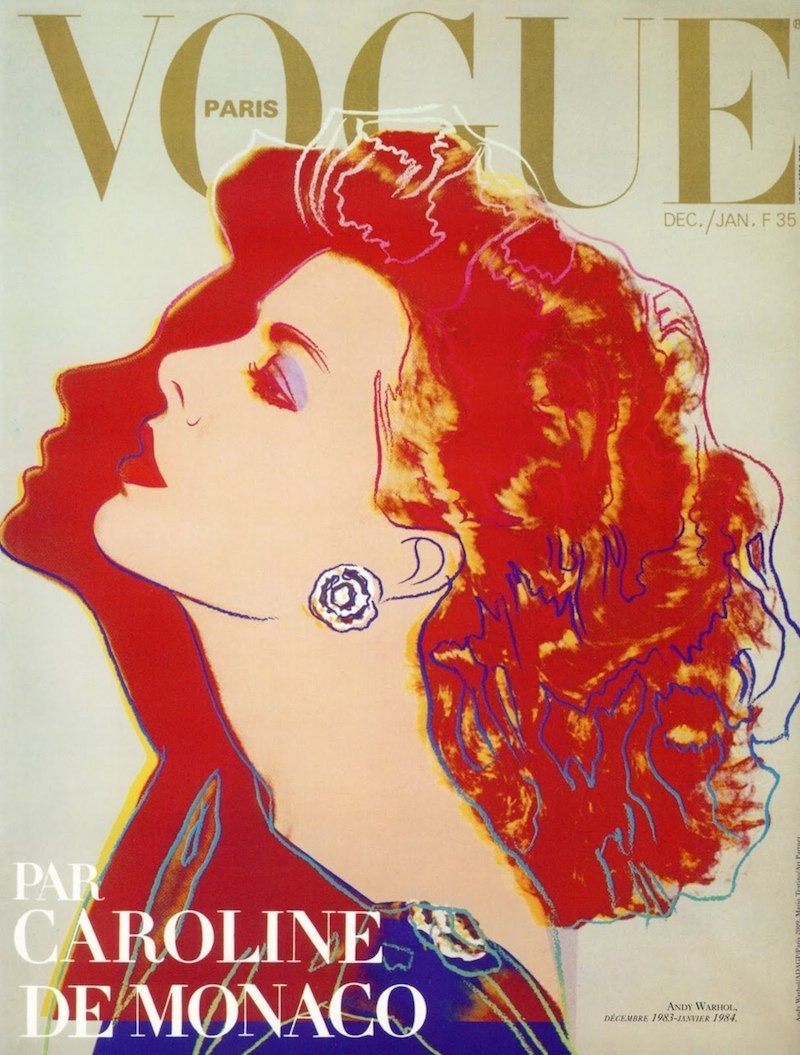 VOGUE
PARIS
DEC./JAN. F 35
PAR
CAROLINE
DE MONACO
ANDY WARHOL,
DÉCEMBRE 1983-JANVIER 1984.